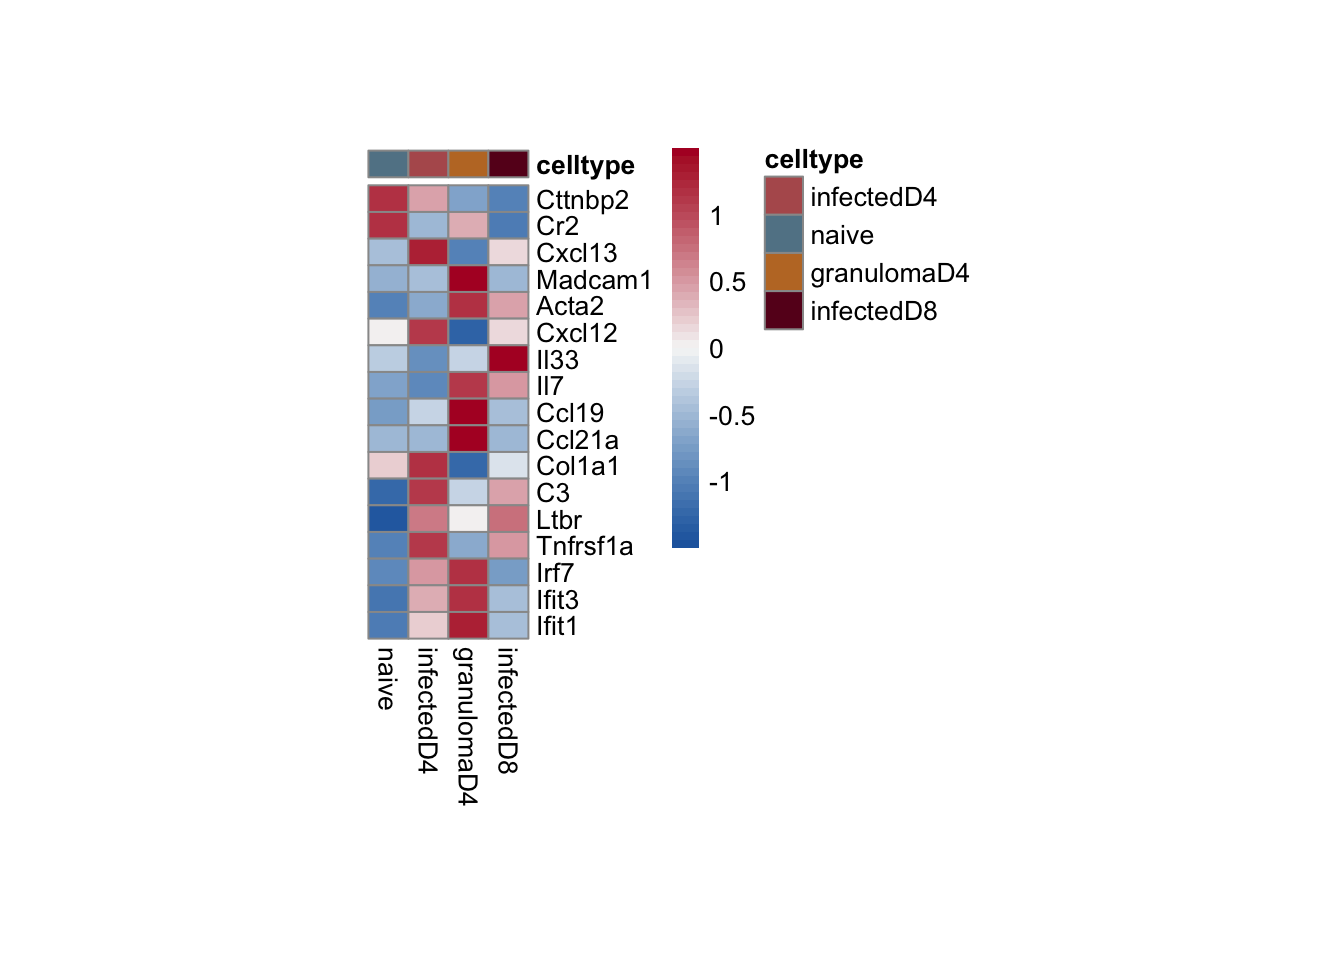 celltype
Cttnbp2
Cr2
Cxcl13
Madcam1
Acta2
Cxcl12
Il33
Il7
Ccl19
Ccl21a
Col1a1
C3
Ltbr
Tnfrsf1a
Irf7
Ifit3
Ifit1
naive
infectedD4
granulomaD4
infectedD8
1
0.5
0
-0.5
-1
celltype
infectedD4
naive
granulomaD4
infectedD8